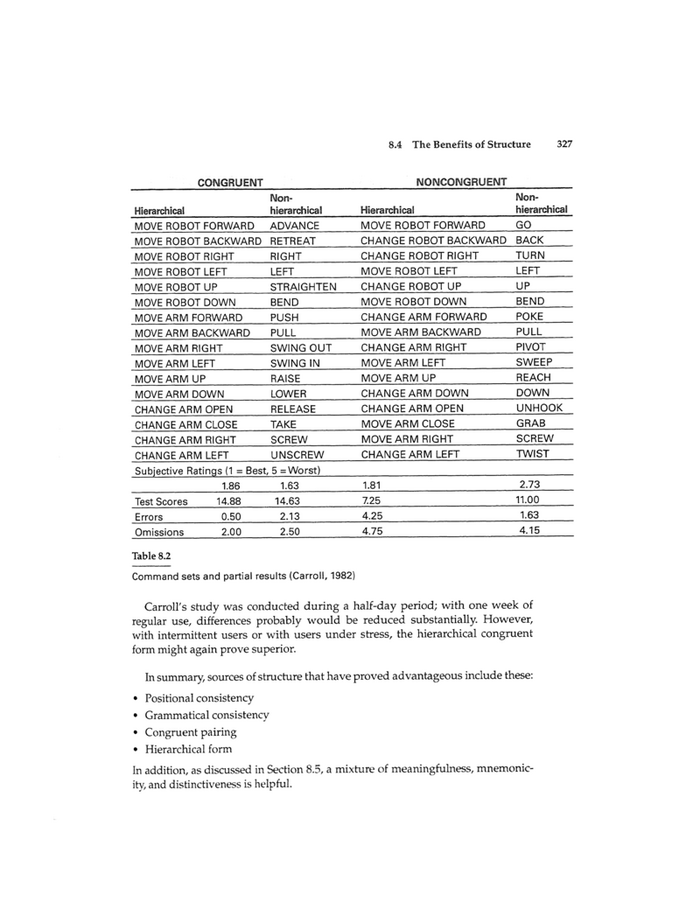 8.4 The Benefits of Structure 327
CONGRUENT NONCONGRUENT
Non- Non-
Hierarchical hierarchical Hierarchical hierarchical
MOVE ROBOT FORWARD ADVANCE MOVE ROBOT FORWARD GO
MOVE ROBOT BACKWARD RETREAT CHANGE ROBOT BACKWARD BACK
MOVE ROBOT RIGHT RIGHT CHANGE ROBOT RIGHT TURN
MOVE ROBOT LEFT LEFT MOVE ROBOT LEFT LEFT
MOVE ROBOT UP STRAIGHTEN CHANGE ROBOT UP UP
MOVE ROBOT DOWN BEND MOVE ROBOT DOWN BEND
MOVE ARM FORWARD PUSH CHANGE ARM FORWARD POKE
MOVE ARM BACKWARD PULL MOVE ARM BACKWARD PULL
MOVE ARM RIGHT SWING OUT CHANGE ARM RIGHT PIVOT
MOVE ARM LEFT SWING IN MOVE ARM LEFT SWEEP
MOVE ARM UP RAISE MOVE ARM UP REACH
MOVE ARM DOWN LOWER CHANGE ARM DOWN DOWN
CHANGE ARM OPEN RELEASE CHANGE ARM OPEN UNHOOK
CHANGE ARM CLOSE TAKE MOVE ARM CLOSE GRAB
CHANGE ARM RIGHT SCREW MOVE ARM RIGHT SCREW
CHANGE ARM LEFT UNSCREW CHANGE ARM LEFT TWIST
Subjective Ratings (1 = Best, 5 = Worst)
1.86 1.63 1.81 2.73
Test Scores 14.88 14.63 7.25 11.00
Errors 0.50 2.13 4.25 1.63
Omissions 2.00 2.50 4.75 4.15
Table 8.2
Command sets and partial results (Carroll, 1982)
Carroll's study was conducted during a half-day period; with one week of
regular use, differences probably would be reduced substantially. However,
with intermittent users or with users under stress, the hierarchical congruent
form might again prove superior.
In summary, sources of structure that have proved advantageous include these:
• Positional consistency
• Grammatical consistency
• Congruent pairing
• Hierarchical form
In addition, as discussed in Section 8.5, a mixture of meaningfulness, mnemonic-
ity, and distinctiveness is helpful.